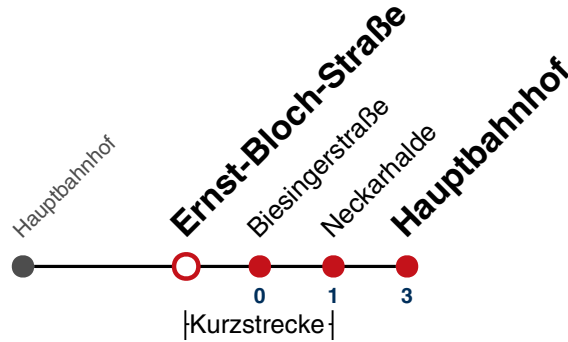 Hauptbahnhof
Ernst-Bloch-Straße
Biesingerstraße
Neckarhalde
Hauptbahnhof
0 1 3
Kurzstrecke